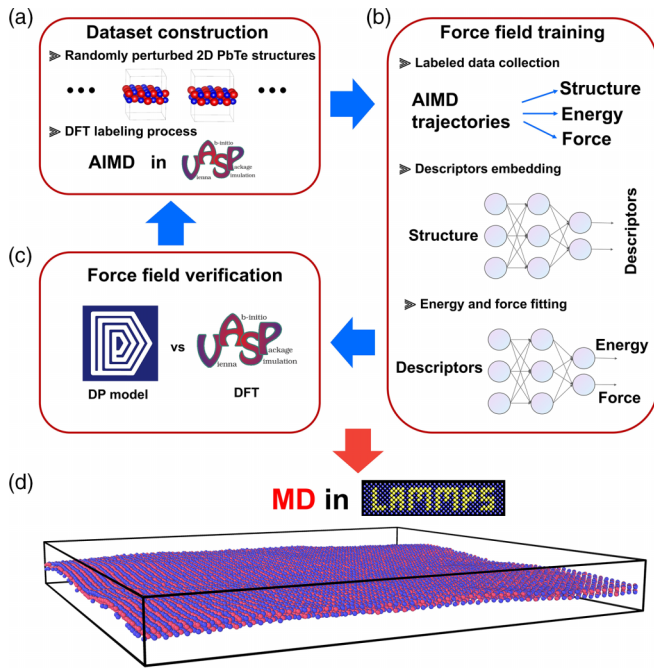 (a)
Dataset construction
Randomly perturbed 2D PbTe structures
DFT labeling process
AIMD in VASP
b-initio
ienna
ackage
imulation
(b)
Force field training
Labeled data collection
AIMD
trajectories
Structure
Energy
Force
Descriptors embedding
Structure
Descriptors
Energy and force fitting
Descriptors
Energy
Force
(c)
Force field verification
DP model
vs
VASP
b-initio
ienna
ackage
imulation
DFT
(d)
MD in LAMMPS